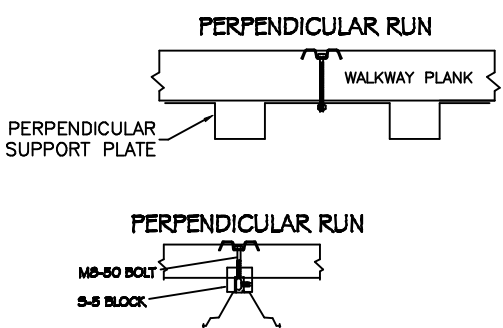 PERPENDICULAR RUN
WALKWAY PLANK
PERPENDICULAR
SUPPORT PLATE
PERPENDICULAR RUN
M8-50 BOLT
S-5 BLOCK